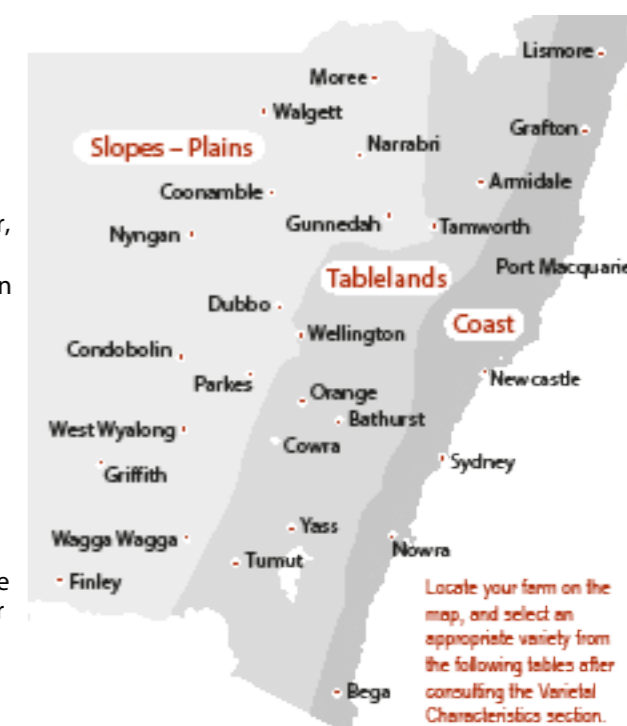 Lismore
Moree
Walgett
Grafton
Narrabri
Slopes – Plains
Armidale
Coonamble
Gunnedah
Tamworth
r,
Nyngan
Port Macquarie
Tablelands
n
Dubbo
Coast
Wellington
Condobolin
Newcastle
Parkes
Orange
Bathurst
West Wyalong
Cowra
Sydney
Griffith
Yass
Wagga Wagga
Nowra
Tumut
e
Finley
r
Locate your farm on the
map, and select an
appropriate variety from
the following tables after
consulting the Varietal
Characteristics section.
Bega